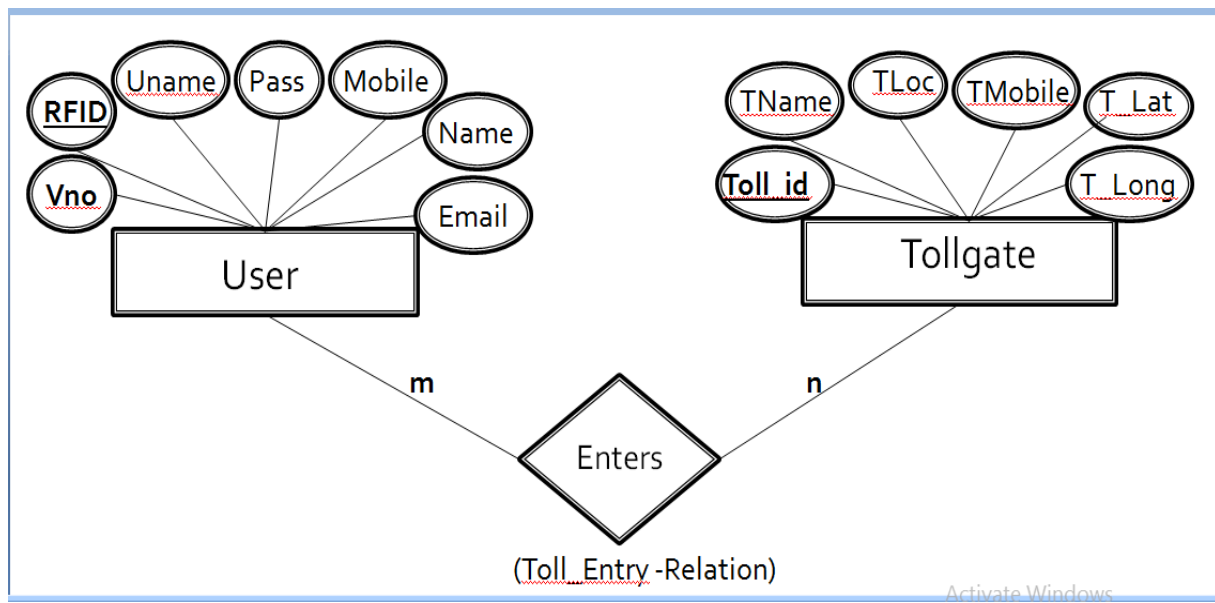 RFID
Uname
Pass
Mobile
Name
Vno
Email
User
TName
TLoc
TMobile
T_Lat
Toll_id
T_Long
Tollgate
m
n
Enters
(Toll_Entry -Relation)
Activate Windows